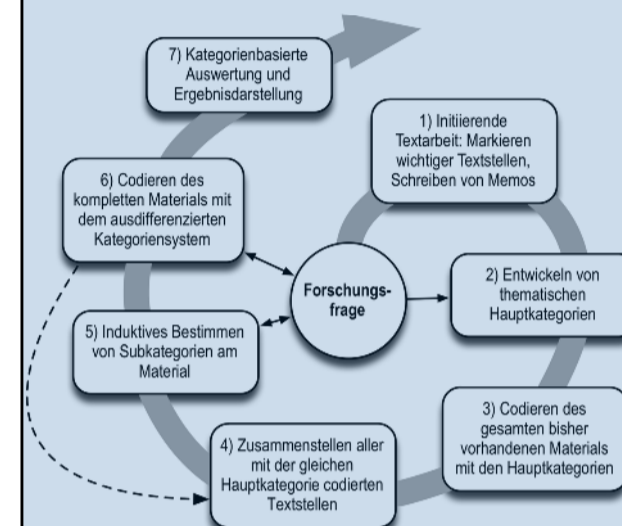 7) Kategorienbasierte
Auswertung und
Ergebnisdarstellung
1) Initiierende
Textarbeit: Markieren
wichtiger Textstellen,
Schreiben von Memos
6) Codieren des
kompletten Materials mit
dem ausdifferenzierten
Kategoriensystem
Forschungs-
frage
2) Entwickeln von
thematischen
Hauptkategorien
5) Induktives Bestimmen
von Subkategorien am
Material
3) Codieren des
gesamten bisher
vorhandenen Materials
mit den Hauptkategorien
4) Zusammenstellen aller
mit der gleichen
Hauptkategorie codierten
Textstellen